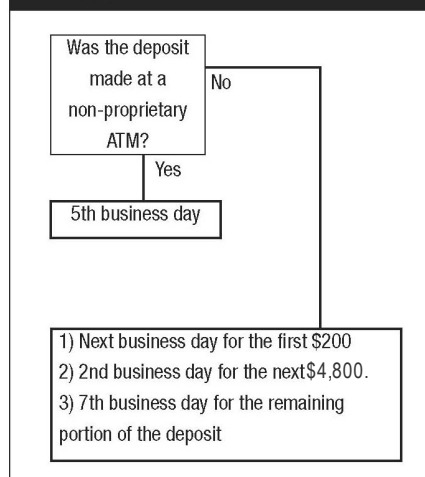 Was the deposit
made at a
non-proprietary
ATM?
No
Yes
5th business day
1) Next business day for the first $200
2) 2nd business day for the next$4,800.
3) 7th business day for the remaining
portion of the deposit